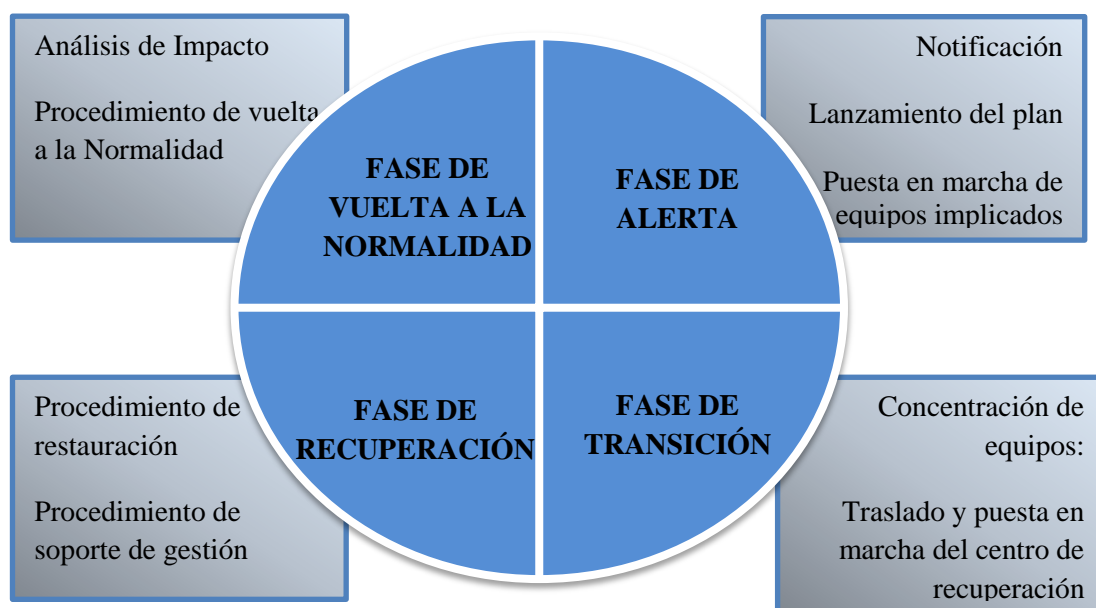 Análisis de Impacto
Procedimiento de vuelta
a la Normalidad
Notificación
Lanzamiento del plan
Puesta en marcha de
equipos implicados
FASE DE
VUELTA A LA
NORMALIDAD
FASE DE
ALERTA
FASE DE
RECUPERACIÓN
FASE DE
TRANSICIÓN
Procedimiento de
restauración
Procedimiento de
soporte de gestión
Concentración de
equipos:
Traslado y puesta en
marcha del centro de
recuperación